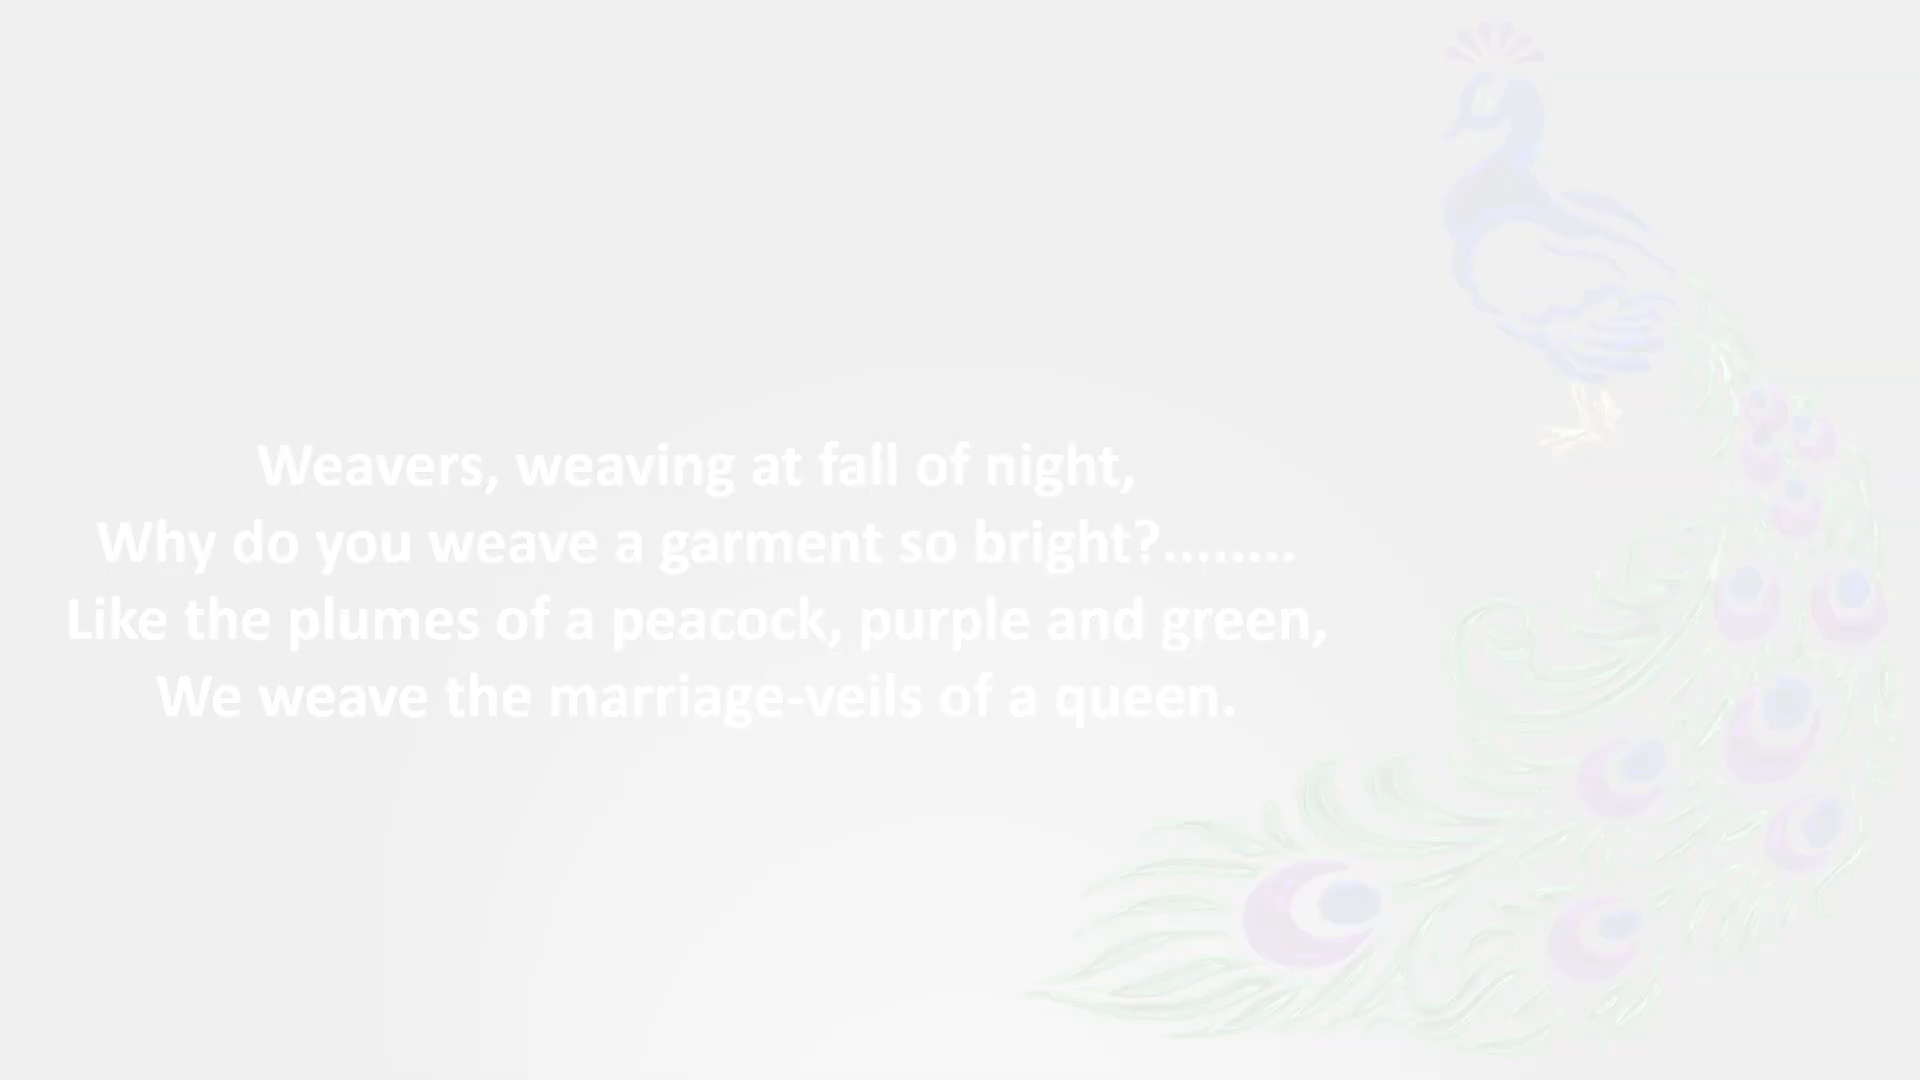 Weavers, weaving at fall of night,
Why do you weave a garment so bright?........
Like the plumes of a peacock, purple and green,
We weave the marriage-veils of a queen.